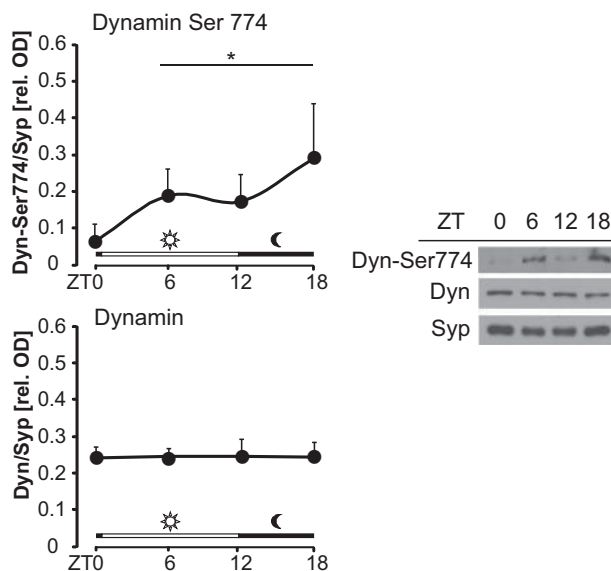 Dynamin Ser 774
Dyn-Ser774/Syp [rel. OD]
0.6
0.5
0.4
0.3
0.2
0.1
0
*
ZT0 6 12 18
Dynamin
Dyn/Syp [rel. OD]
0.6
0.5
0.4
0.3
0.2
0.1
0
ZT0 6 12 18
ZT 0 6 12 18
Dyn-Ser774
Dyn
Syp